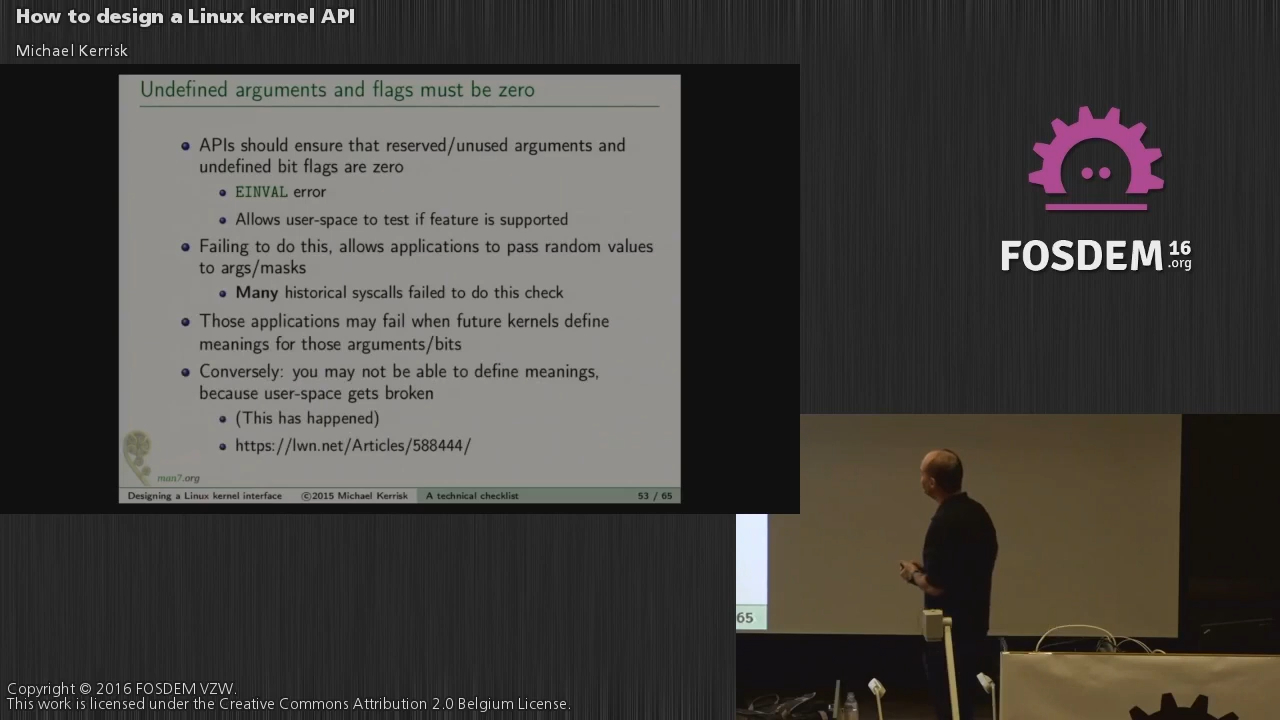 How to design a Linux kernel API
Michael Kerrisk
Undefined arguments and flags must be zero
APIs should ensure that reserved/unused arguments and
undefined bit flags are zero
EINVAL error
Allows user-space to test if feature is supported
Failing to do this, allows applications to pass random values
to args/masks
Many historical syscalls failed to do this check
Those applications may fail when future kernels define
meanings for those arguments/bits
Conversely: you may not be able to define meanings,
because user-space gets broken
(This has happened)
https://lwn.net/Articles/588444/
man7.org
Designing a Linux kernel interface ©2015 Michael Kerrisk A technical checklist 53 / 65
FOSDEM 16
.org
65
Copyright © 2016 FOSDEM VZW.
This work is licensed under the Creative Commons Attribution 2.0 Belgium License.